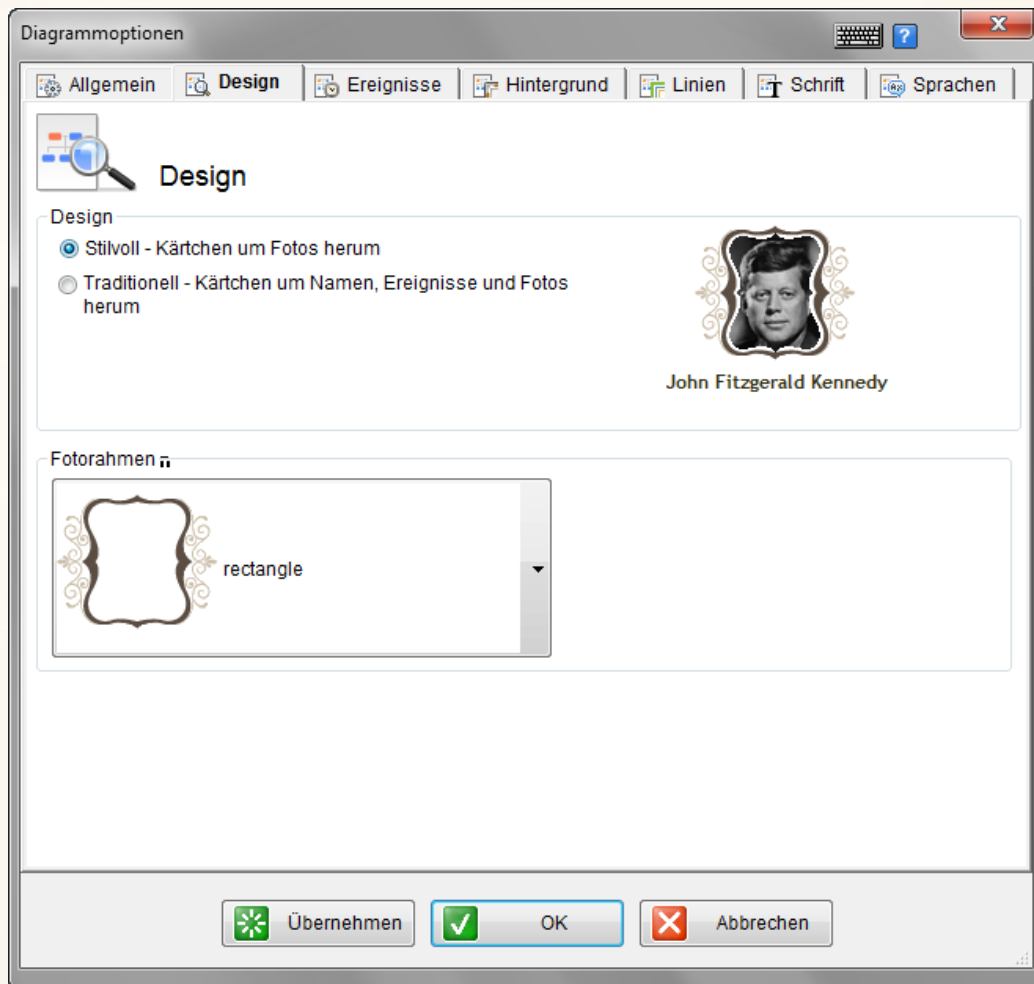 Diagrammoptionen
?
X
Allgemein
Design
Ereignisse
Hintergrund
Linien
Schrift
Sprachen
Design
Design
Stilvoll - Kärtchen um Fotos herum
Traditionell - Kärtchen um Namen, Ereignisse und Fotos
herum
John Fitzgerald Kennedy
Fotorahmen
rectangle
Übernehmen
OK
Abbrechen